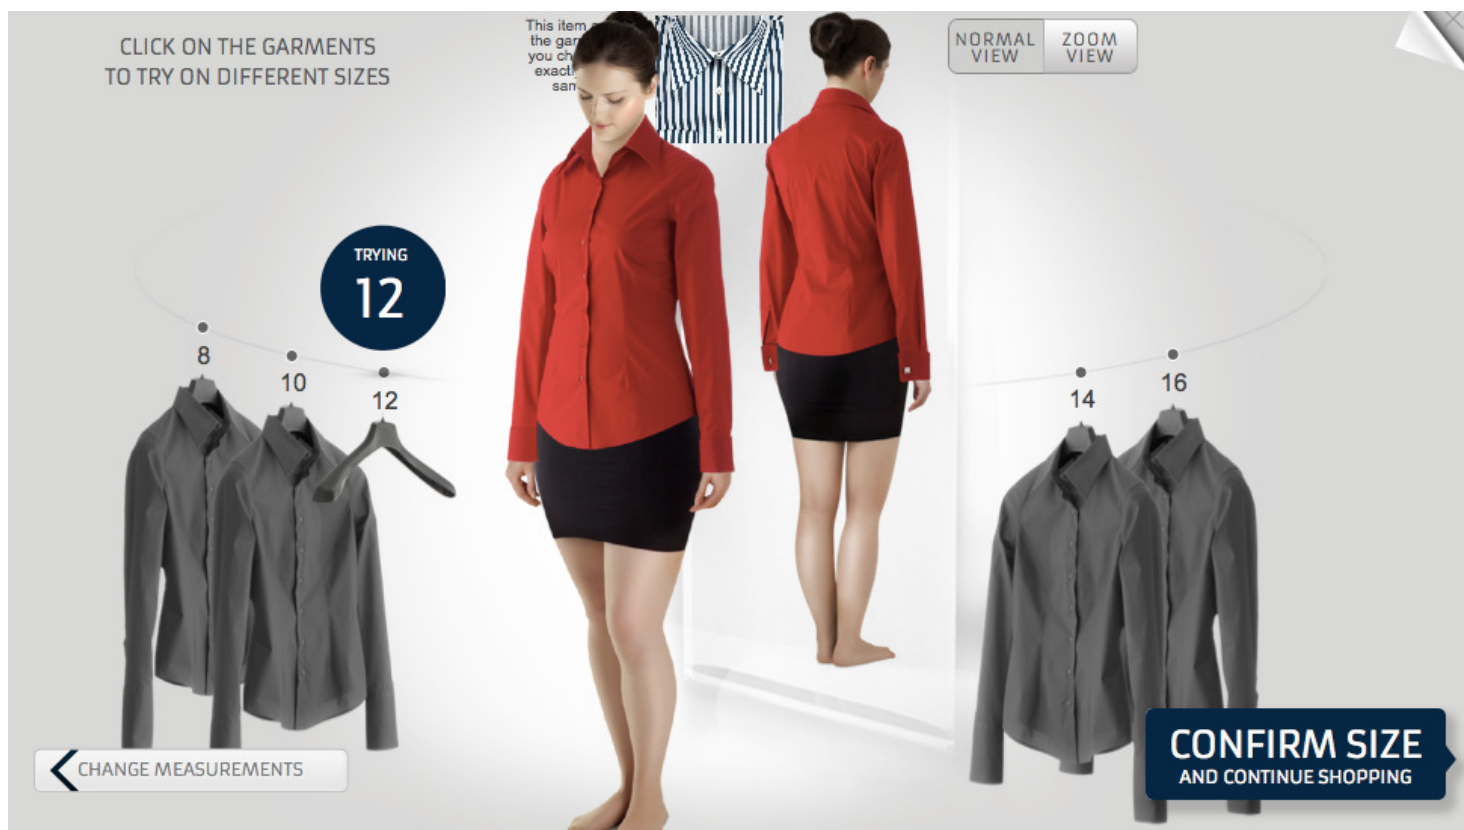 CLICK ON THE GARMENTS
TO TRY ON DIFFERENT SIZES
This item
the gar
you ch
exact
sam
NORMAL
VIEW
ZOOM
VIEW
TRYING
12
8
10
12
14
16
CHANGE MEASUREMENTS
CONFIRM SIZE
AND CONTINUE SHOPPING